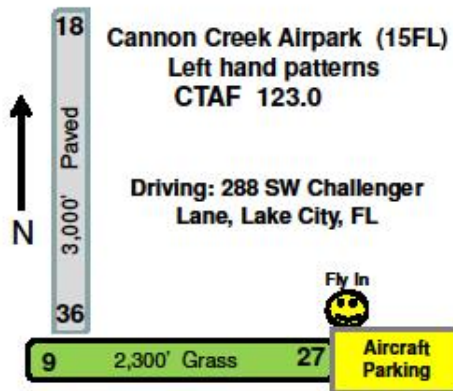 18
Cannon Creek Airpark (15FL)
Left hand patterns
CTAF 123.0
3,000' Paved
N
Driving: 288 SW Challenger
Lane, Lake City, FL
Fly In
36
9 2,300' Grass 27
Aircraft
Parking